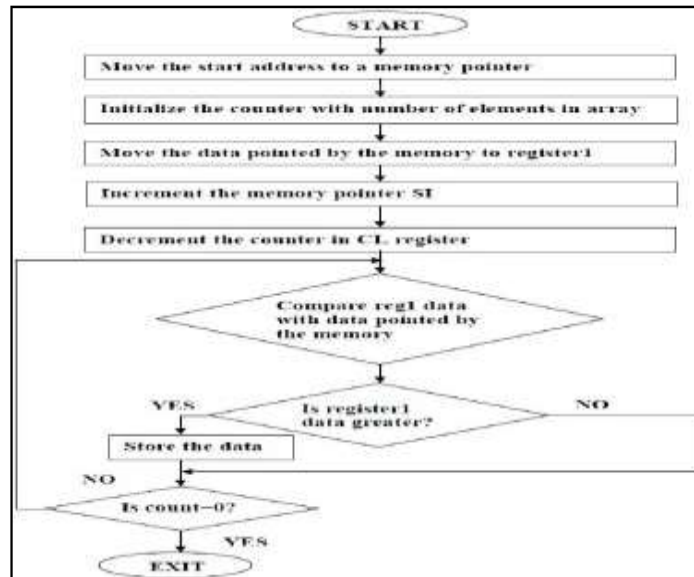 START
Move the start address to a memory pointer
Initialize the counter with number of elements in array
Move the data pointed by the memory to register1
Increment the memory pointer SI
Decrement the counter in CL register
Compare reg1 data
with data pointed by
the memory
YES
Is register1
data greater?
NO
Store the data
NO
Is count=0?
YES
EXIT